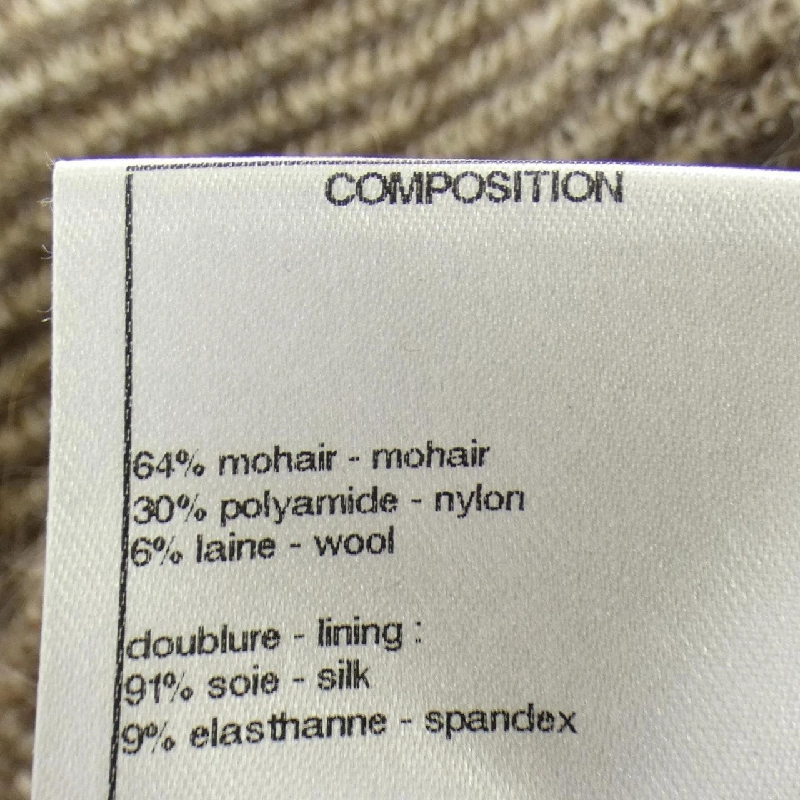 COMPOSITION
64% mohair - mohair
30% polyamide - nylon
6% laine - wool
doublure - lining :
91% soie - silk
9% elasthanne - spandex